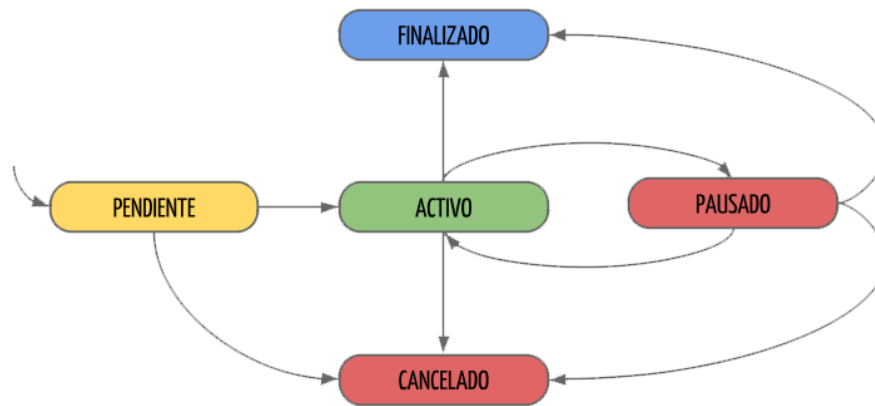 FINALIZADO
PENDIENTE
ACTIVO
PAUSADO
CANCELADO